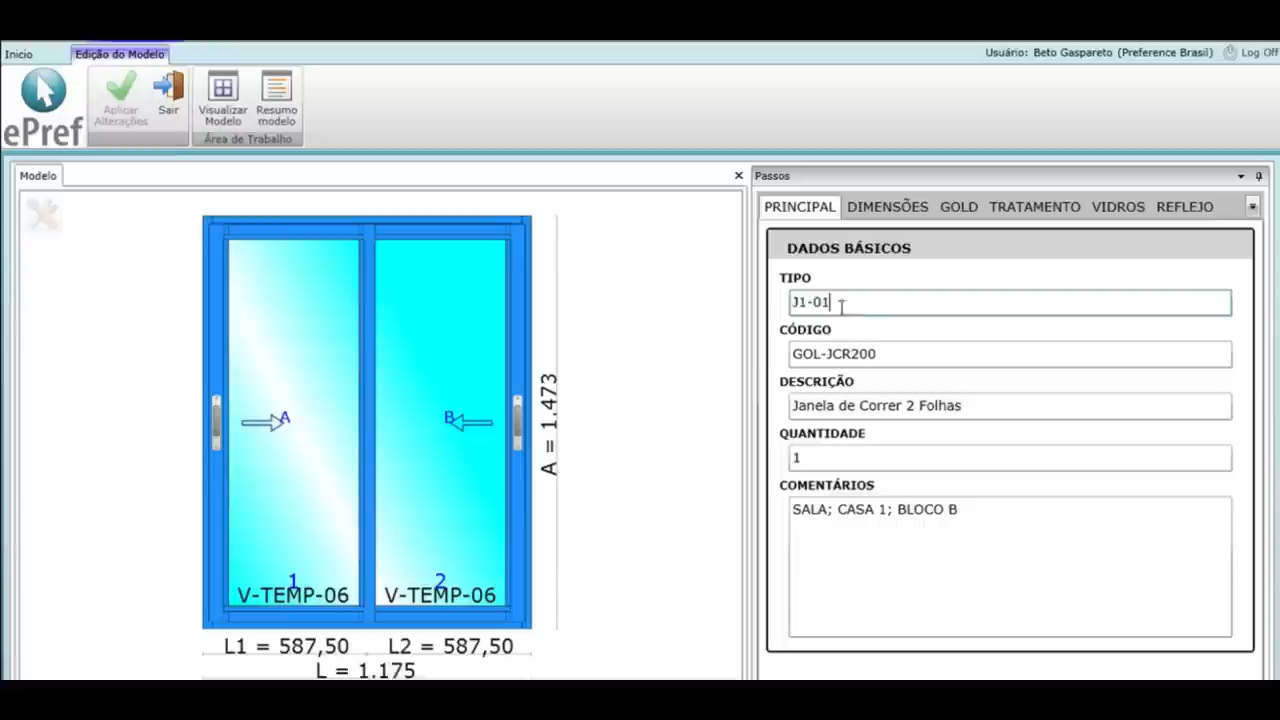 Inicio
Edição do Modelo
Usuário: Beto Gaspareto (Preference Brasil)
Log Off
ePref
Aplicar
Alterações
Sair
Visualizar
Modelo
Resumo
modelo
Área de Trabalho
Modelo
A
B
1
V-TEMP-06
2
V-TEMP-06
A = 1.473
L1 = 587,50
L2 = 587,50
L = 1.175
Passos
PRINCIPAL
DIMENSÕES
GOLD
TRATAMENTO
VIDROS
REFLEJO
DADOS BÁSICOS
TIPO
J1-01
CÓDIGO
GOL-JCR200
DESCRIÇÃO
Janela de Correr 2 Folhas
QUANTIDADE
1
COMENTÁRIOS
SALA; CASA 1; BLOCO B